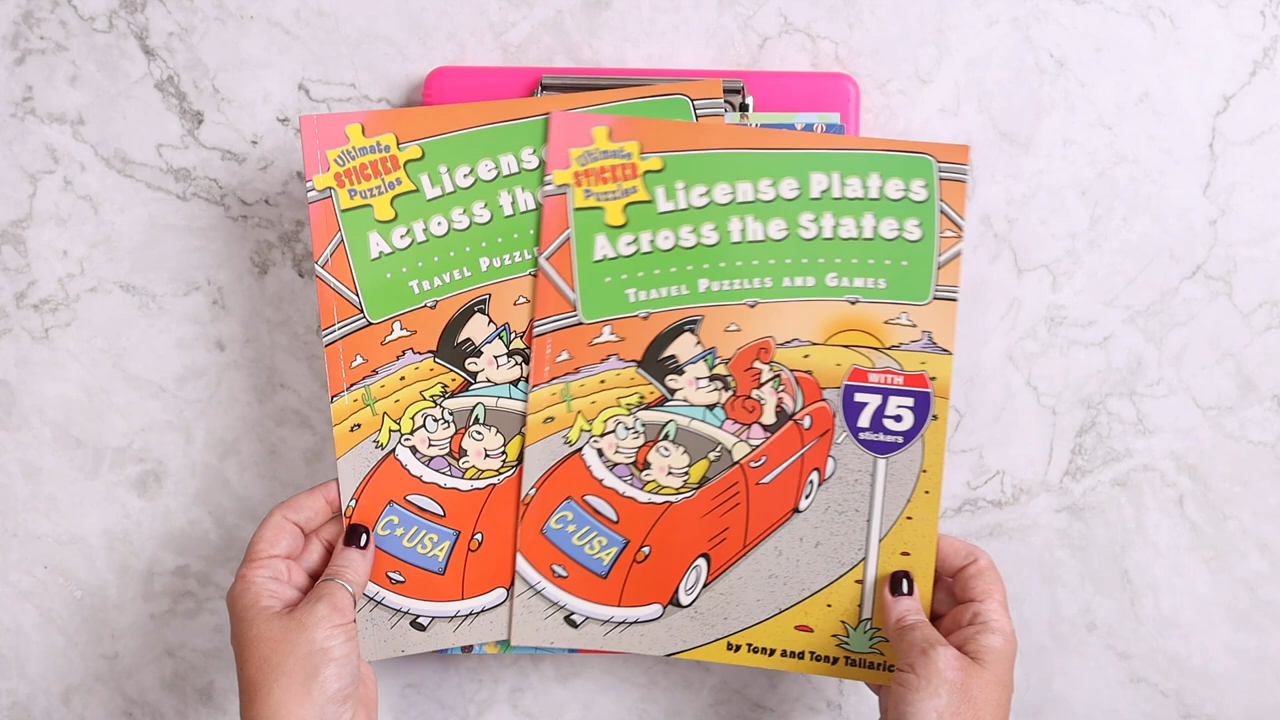 Ultimate
STICKER
Puzzles
License
Across the
TRAVEL PUZZLE
C★USA
Ultimate
STICKER
Puzzles
License Plates
Across the States
TRAVEL PUZZLES AND GAMES
WITH
75
stickers
C★USA
by Tony and Tony Tallaric